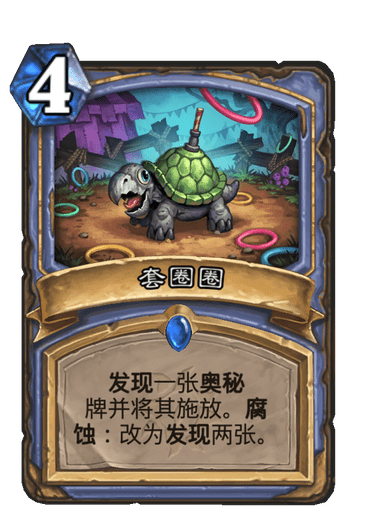 4
套圈圈
发现一张奥秘
牌并将其施放。腐
蚀：改为发现两张。